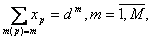 ∑_{m(p)=m} x_p = d^m, m = \overline{1, M},